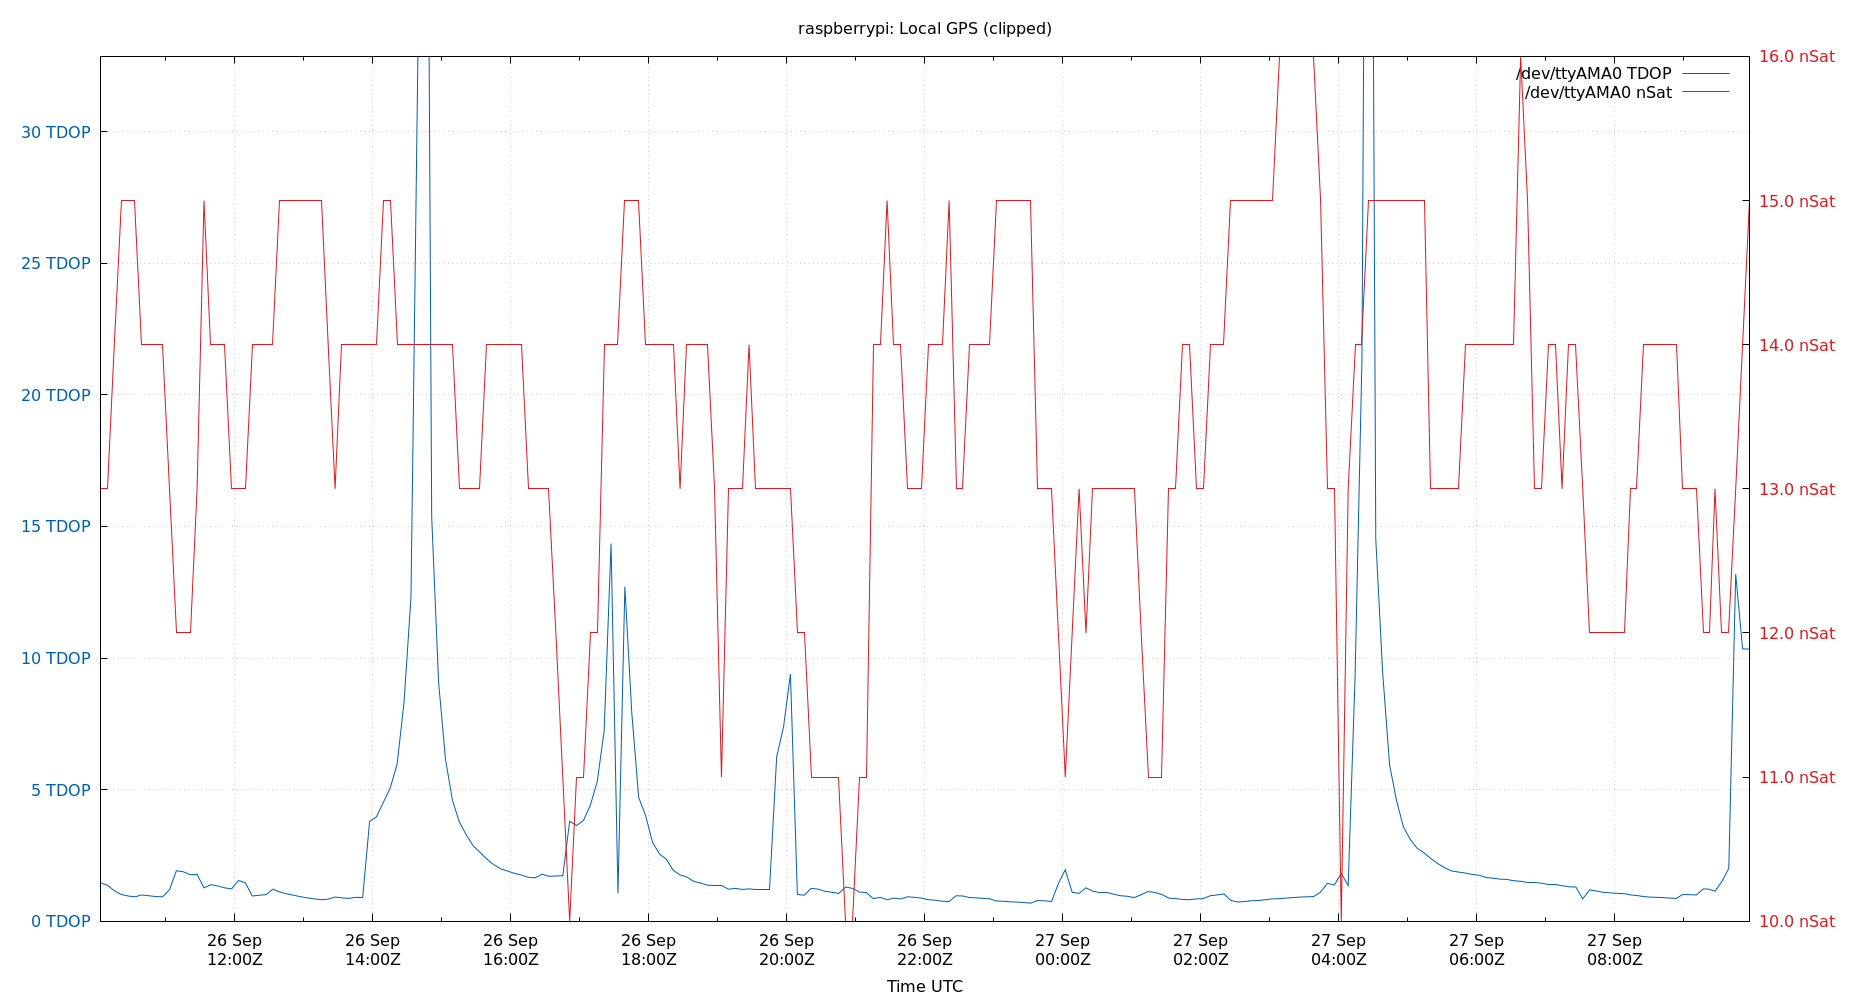 raspberrypi: Local GPS (clipped)
/dev/ttyAMA0 TDOP
/dev/ttyAMA0 nSat
30 TDOP
25 TDOP
20 TDOP
15 TDOP
10 TDOP
5 TDOP
0 TDOP
16.0 nSat
15.0 nSat
14.0 nSat
13.0 nSat
12.0 nSat
11.0 nSat
10.0 nSat
26 Sep
12:00Z
26 Sep
14:00Z
26 Sep
16:00Z
26 Sep
18:00Z
26 Sep
20:00Z
26 Sep
22:00Z
27 Sep
00:00Z
27 Sep
02:00Z
27 Sep
04:00Z
27 Sep
06:00Z
27 Sep
08:00Z
Time UTC